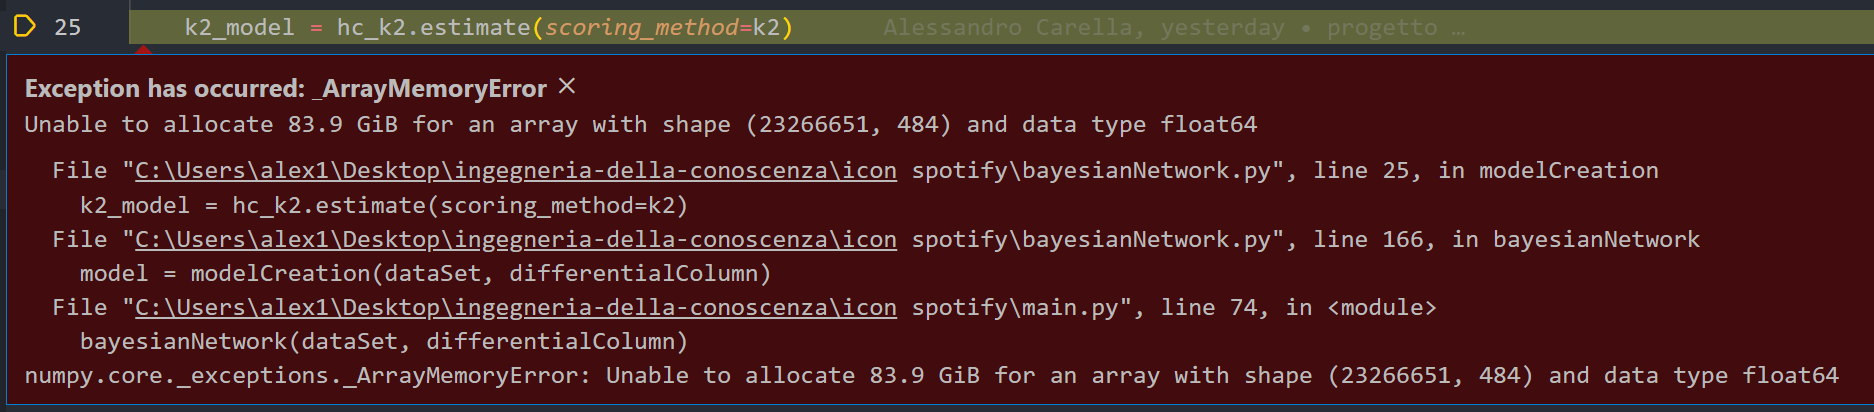 25 k2_model = hc_k2.estimate(scoring_method=k2) Alessandro Carella, yesterday • progetto …
Exception has occurred: _ArrayMemoryError ×
Unable to allocate 83.9 GiB for an array with shape (23266651, 484) and data type float64
File "C:\Users\alex1\Desktop\ingegneria-della-conoscenza\icon spotify\bayesianNetwork.py", line 25, in modelCreation
k2_model = hc_k2.estimate(scoring_method=k2)
File "C:\Users\alex1\Desktop\ingegneria-della-conoscenza\icon spotify\bayesianNetwork.py", line 166, in bayesianNetwork
model = modelCreation(dataSet, differentialColumn)
File "C:\Users\alex1\Desktop\ingegneria-della-conoscenza\icon spotify\main.py", line 74, in <module>
bayesianNetwork(dataSet, differentialColumn)
numpy.core._exceptions._ArrayMemoryError: Unable to allocate 83.9 GiB for an array with shape (23266651, 484) and data type float64